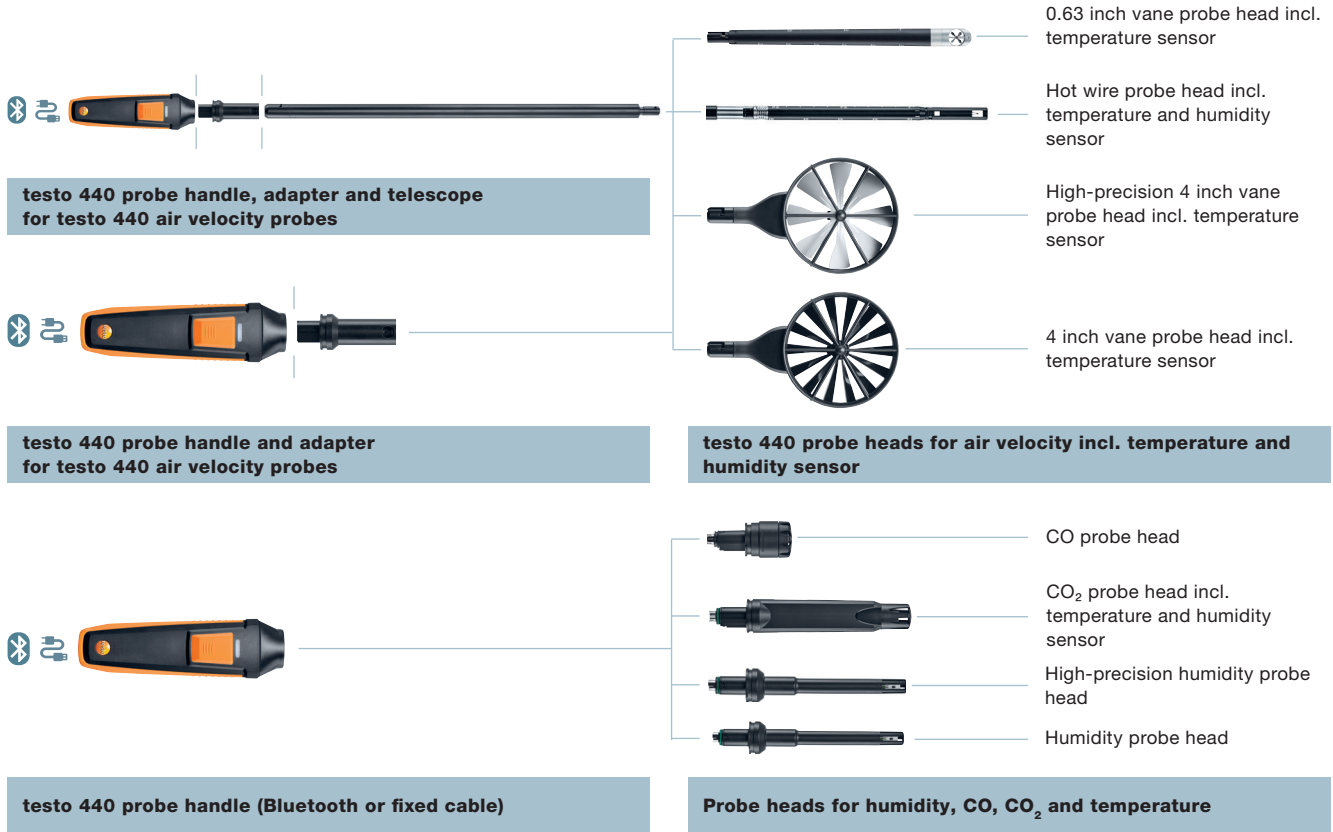 0.63 inch vane probe head incl.
temperature sensor
Hot wire probe head incl.
temperature and humidity
sensor
testo 440 probe handle, adapter and telescope
for testo 440 air velocity probes
High-precision 4 inch vane
probe head incl. temperature
sensor
4 inch vane probe head incl.
temperature sensor
testo 440 probe handle and adapter
for testo 440 air velocity probes
testo 440 probe heads for air velocity incl. temperature and
humidity sensor
CO probe head
CO₂ probe head incl.
temperature and humidity
sensor
High-precision humidity probe
head
Humidity probe head
testo 440 probe handle (Bluetooth or fixed cable)
Probe heads for humidity, CO, CO₂ and temperature